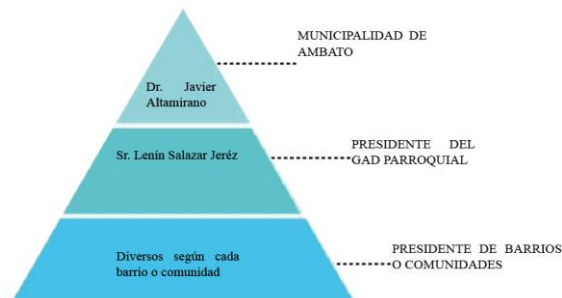 MUNICIPALIDAD DE
AMBATO
Dr. Javier
Altamirano
PRESIDENTE DEL
GAD PARROQUIAL
Sr. Lenín Salazar Jeréz
PRESIDENTE DE BARRIOS
O COMUNIDADES
Diversos según cada
barrio o comunidad